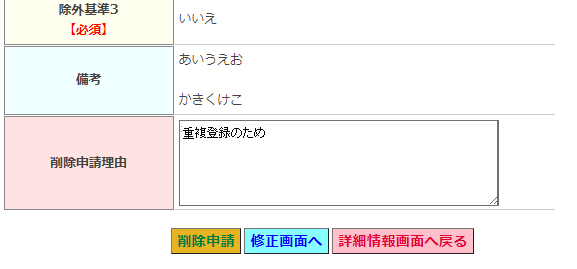 除外基準3
【必須】
いいえ
備考
あいうえお
かきくけこ
削除申請理由
重複登録のため
削除申請 修正画面へ 詳細情報画面へ戻る